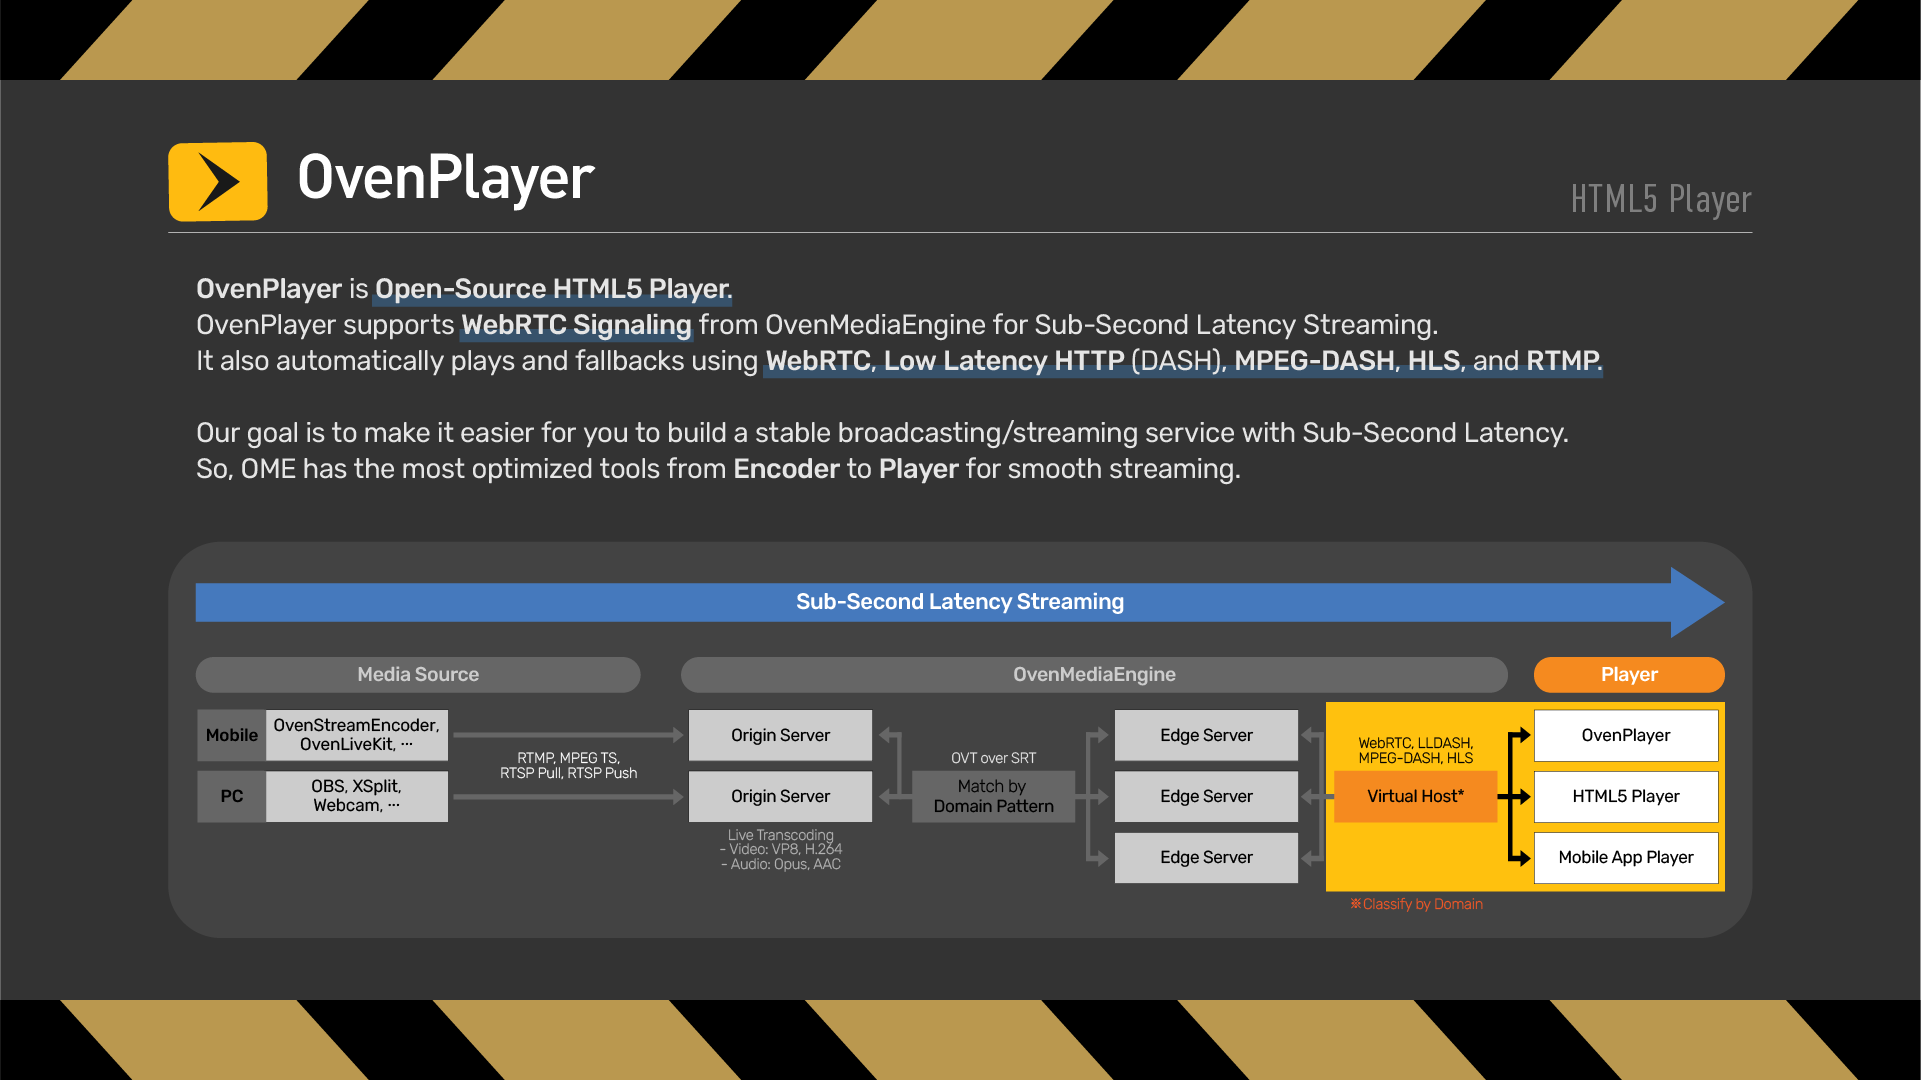 OvenPlayer
HTML5 Player
OvenPlayer is Open-Source HTML5 Player.
OvenPlayer supports WebRTC Signaling from OvenMediaEngine for Sub-Second Latency Streaming.
It also automatically plays and fallbacks using WebRTC, Low Latency HTTP (DASH), MPEG-DASH, HLS, and RTMP.
Our goal is to make it easier for you to build a stable broadcasting/streaming service with Sub-Second Latency.
So, OME has the most optimized tools from Encoder to Player for smooth streaming.
Sub-Second Latency Streaming
Media Source
OvenMediaEngine
Player
Mobile
OvenStreamEncoder,
OvenLiveKit, ···
PC
OBS, XSplit,
Webcam, ···
RTMP, MPEG TS,
RTSP Pull, RTSP Push
Origin Server
Origin Server
Live Transcoding
- Video: VP8, H.264
- Audio: Opus, AAC
OVT over SRT
Match by
Domain Pattern
Edge Server
Edge Server
Edge Server
WebRTC, LLDASH,
MPEG-DASH, HLS
Virtual Host*
※Classify by Domain
OvenPlayer
HTML5 Player
Mobile App Player